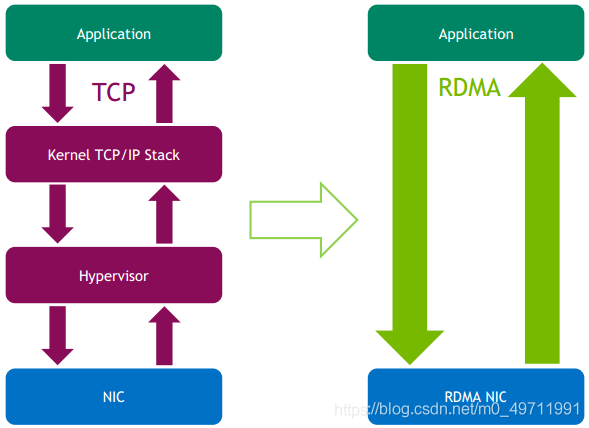 Application
TCP
Kernel TCP/IP Stack
Hypervisor
NIC
Application
RDMA
RDMA NIC
https://blog.csdn.net/m0_49711991